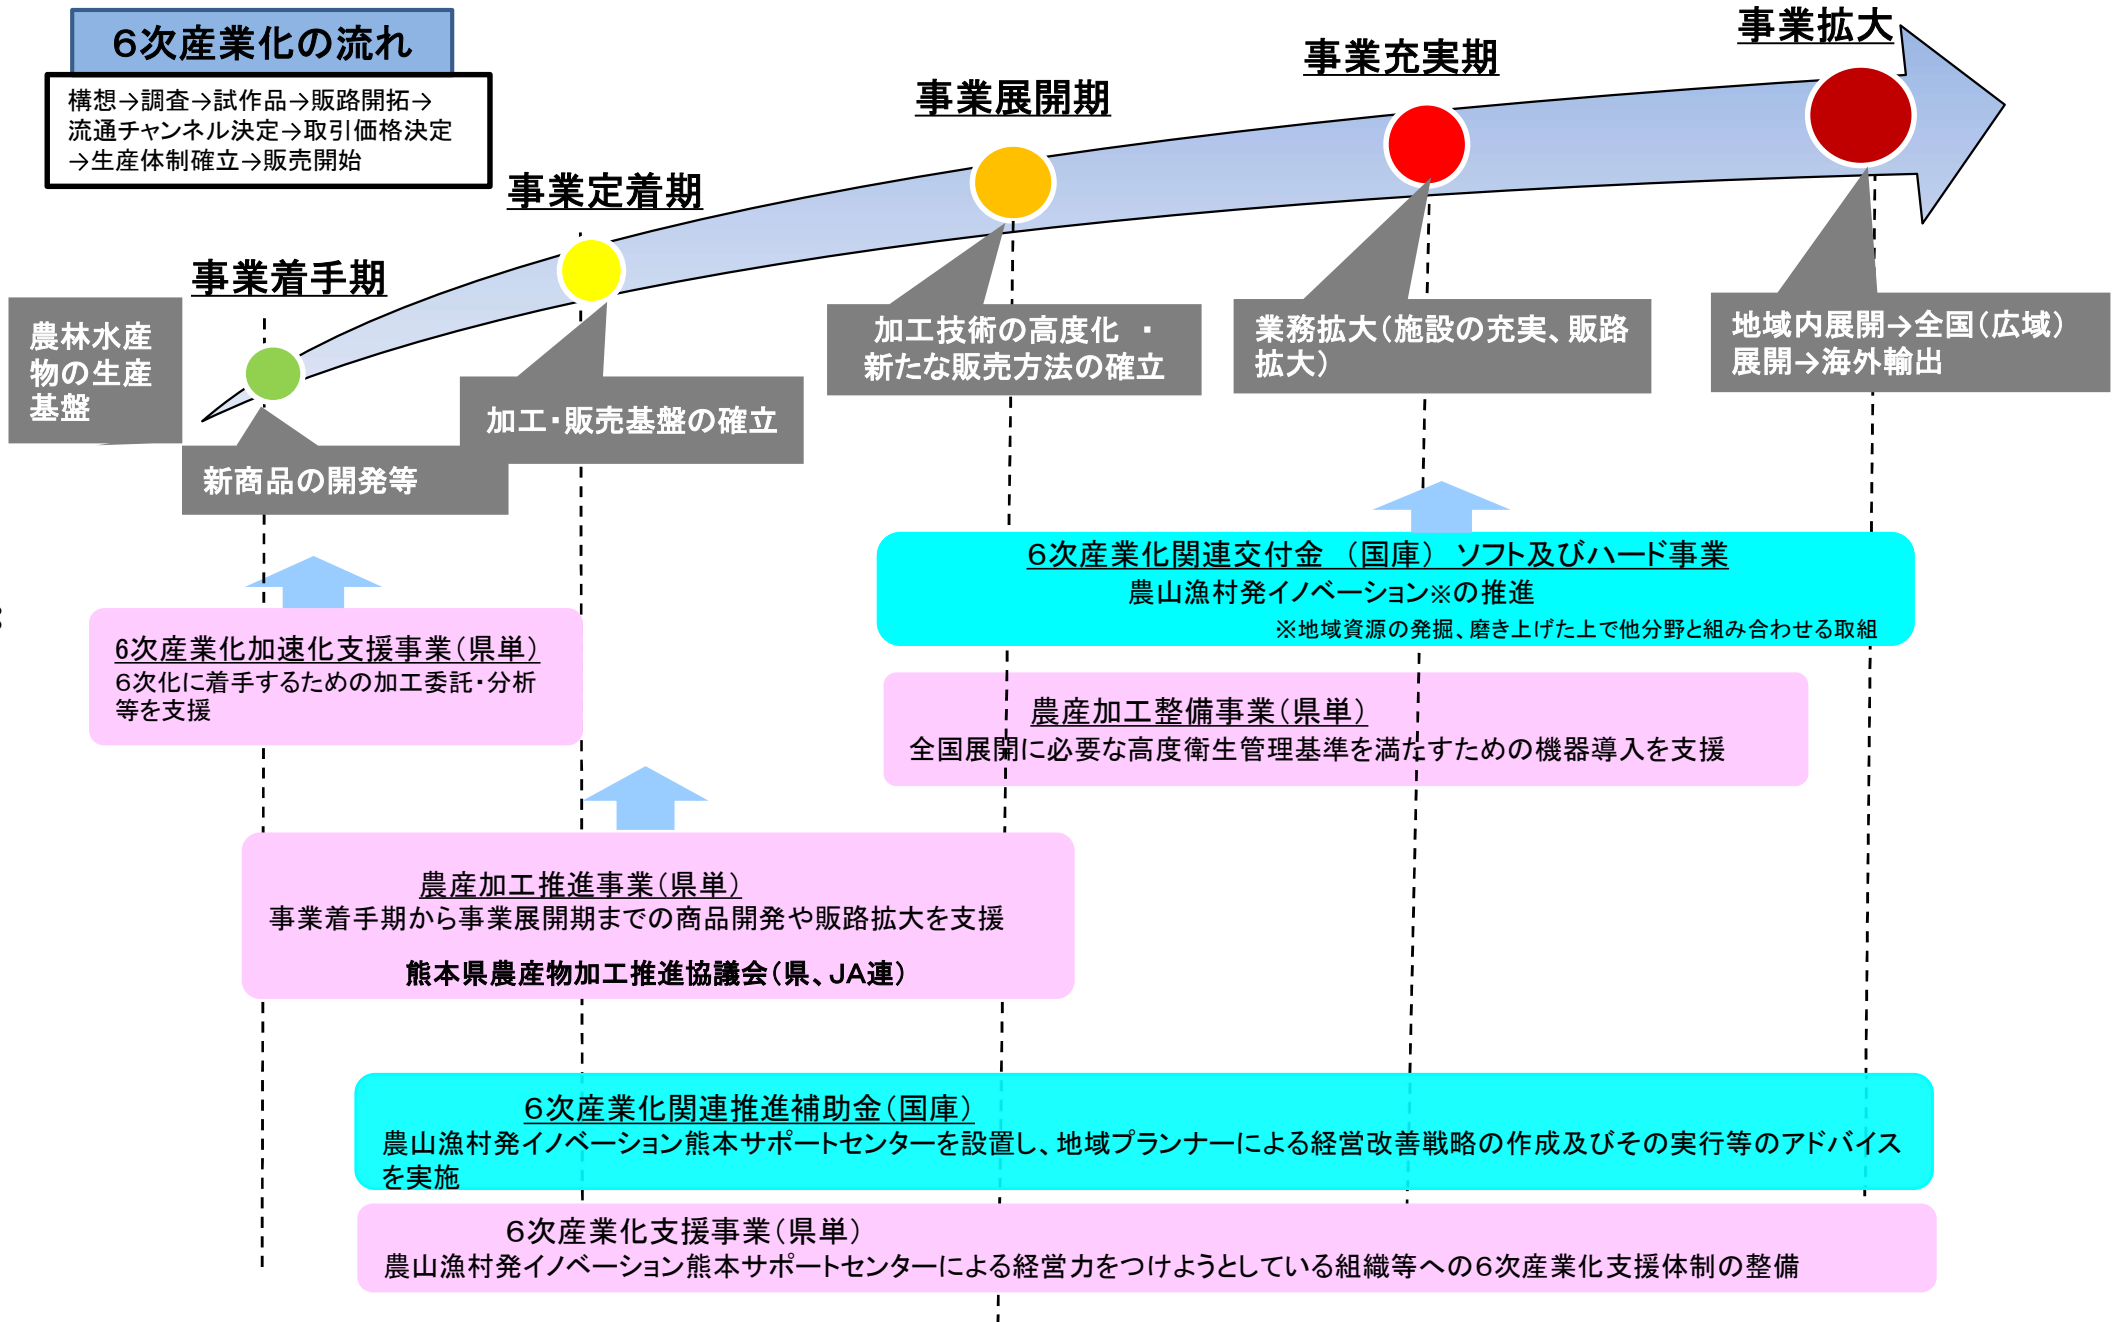 ６次産業化の流れ
構想→調査→試作品→販路開拓→
流通チャンネル決定→取引価格決定
→生産体制確立→販売開始
事業着手期
事業定着期
事業展開期
事業充実期
事業拡大
農林水産
物の生産
基盤
新商品の開発等
加工・販売基盤の確立
加工技術の高度化　・
新たな販売方法の確立
業務拡大（施設の充実、販路
拡大）
地域内展開→全国（広域）
展開→海外輸出
６次産業化関連交付金　（国庫）　ソフト及びハード事業
農山漁村発イノベーション※の推進
※地域資源の発掘、磨き上げた上で他分野と組み合わせる取組
6次産業化加速化支援事業（県単）
６次化に着手するための加工委託・分析
等を支援
農産加工整備事業（県単）
全国展開に必要な高度衛生管理基準を満たすための機器導入を支援
農産加工推進事業（県単）
事業着手期から事業展開期までの商品開発や販路拡大を支援
熊本県農産物加工推進協議会（県、JA連）
６次産業化関連推進補助金（国庫）
農山漁村発イノベーション熊本サポートセンターを設置し、地域プランナーによる経営改善戦略の作成及びその実行等のアドバイス
を実施
６次産業化支援事業（県単）
農山漁村発イノベーション熊本サポートセンターによる経営力をつけようとしている組織等への６次産業化支援体制の整備